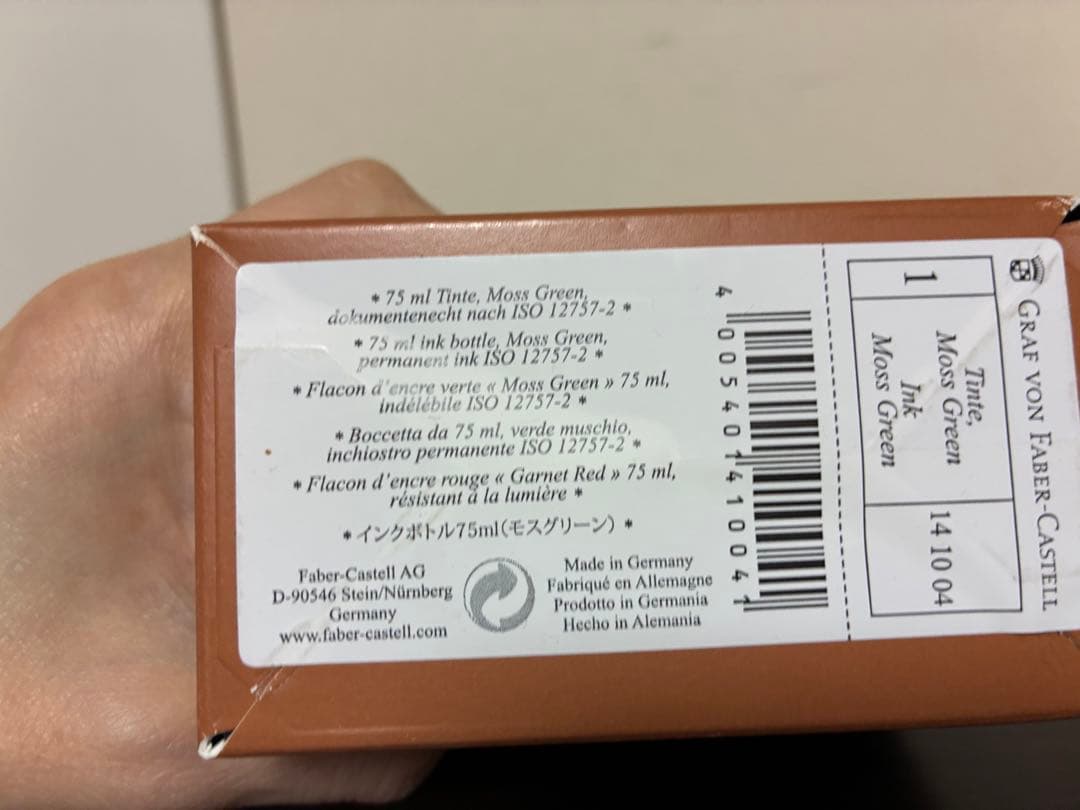 * 75 ml Tinte, Moss Green,
dokumentenecht nach ISO 12757-2 *
* 75 ml ink bottle, Moss Green,
permanent ink ISO 12757-2 *
* Flacon d'encre verte « Moss Green » 75 ml,
indélébile ISO 12757-2 *
* Boccetta da 75 ml, verde muschio,
inchiostro permanente ISO 12757-2 *
* Flacon d'encre rouge « Garnet Red » 75 ml,
résistant à la lumière *
* インクボトル75ml(モスグリーン) *
Faber-Castell AG
D-90546 Stein/Nürnberg
Germany
www.faber-castell.com
Made in Germany
Fabriqué en Allemagne
Prodotto in Germania
Hecho in Alemania
4 005401 410041
GRAF VON FABER-CASTELL
1
Tinte,
Moss Green
Ink
Moss Green
14 10 04